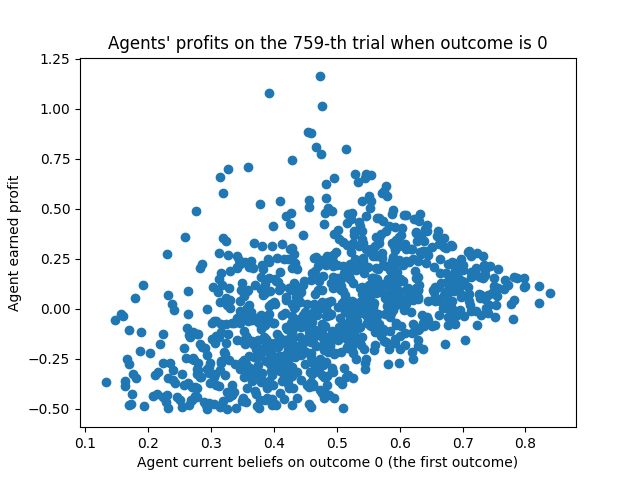 Agents' profits on the 759-th trial when outcome is 0
1.25
1.00
0.75
0.50
0.25
0.00
−0.25
−0.50
Agent earned profit
0.1 0.2 0.3 0.4 0.5 0.6 0.7 0.8
Agent current beliefs on outcome 0 (the first outcome)